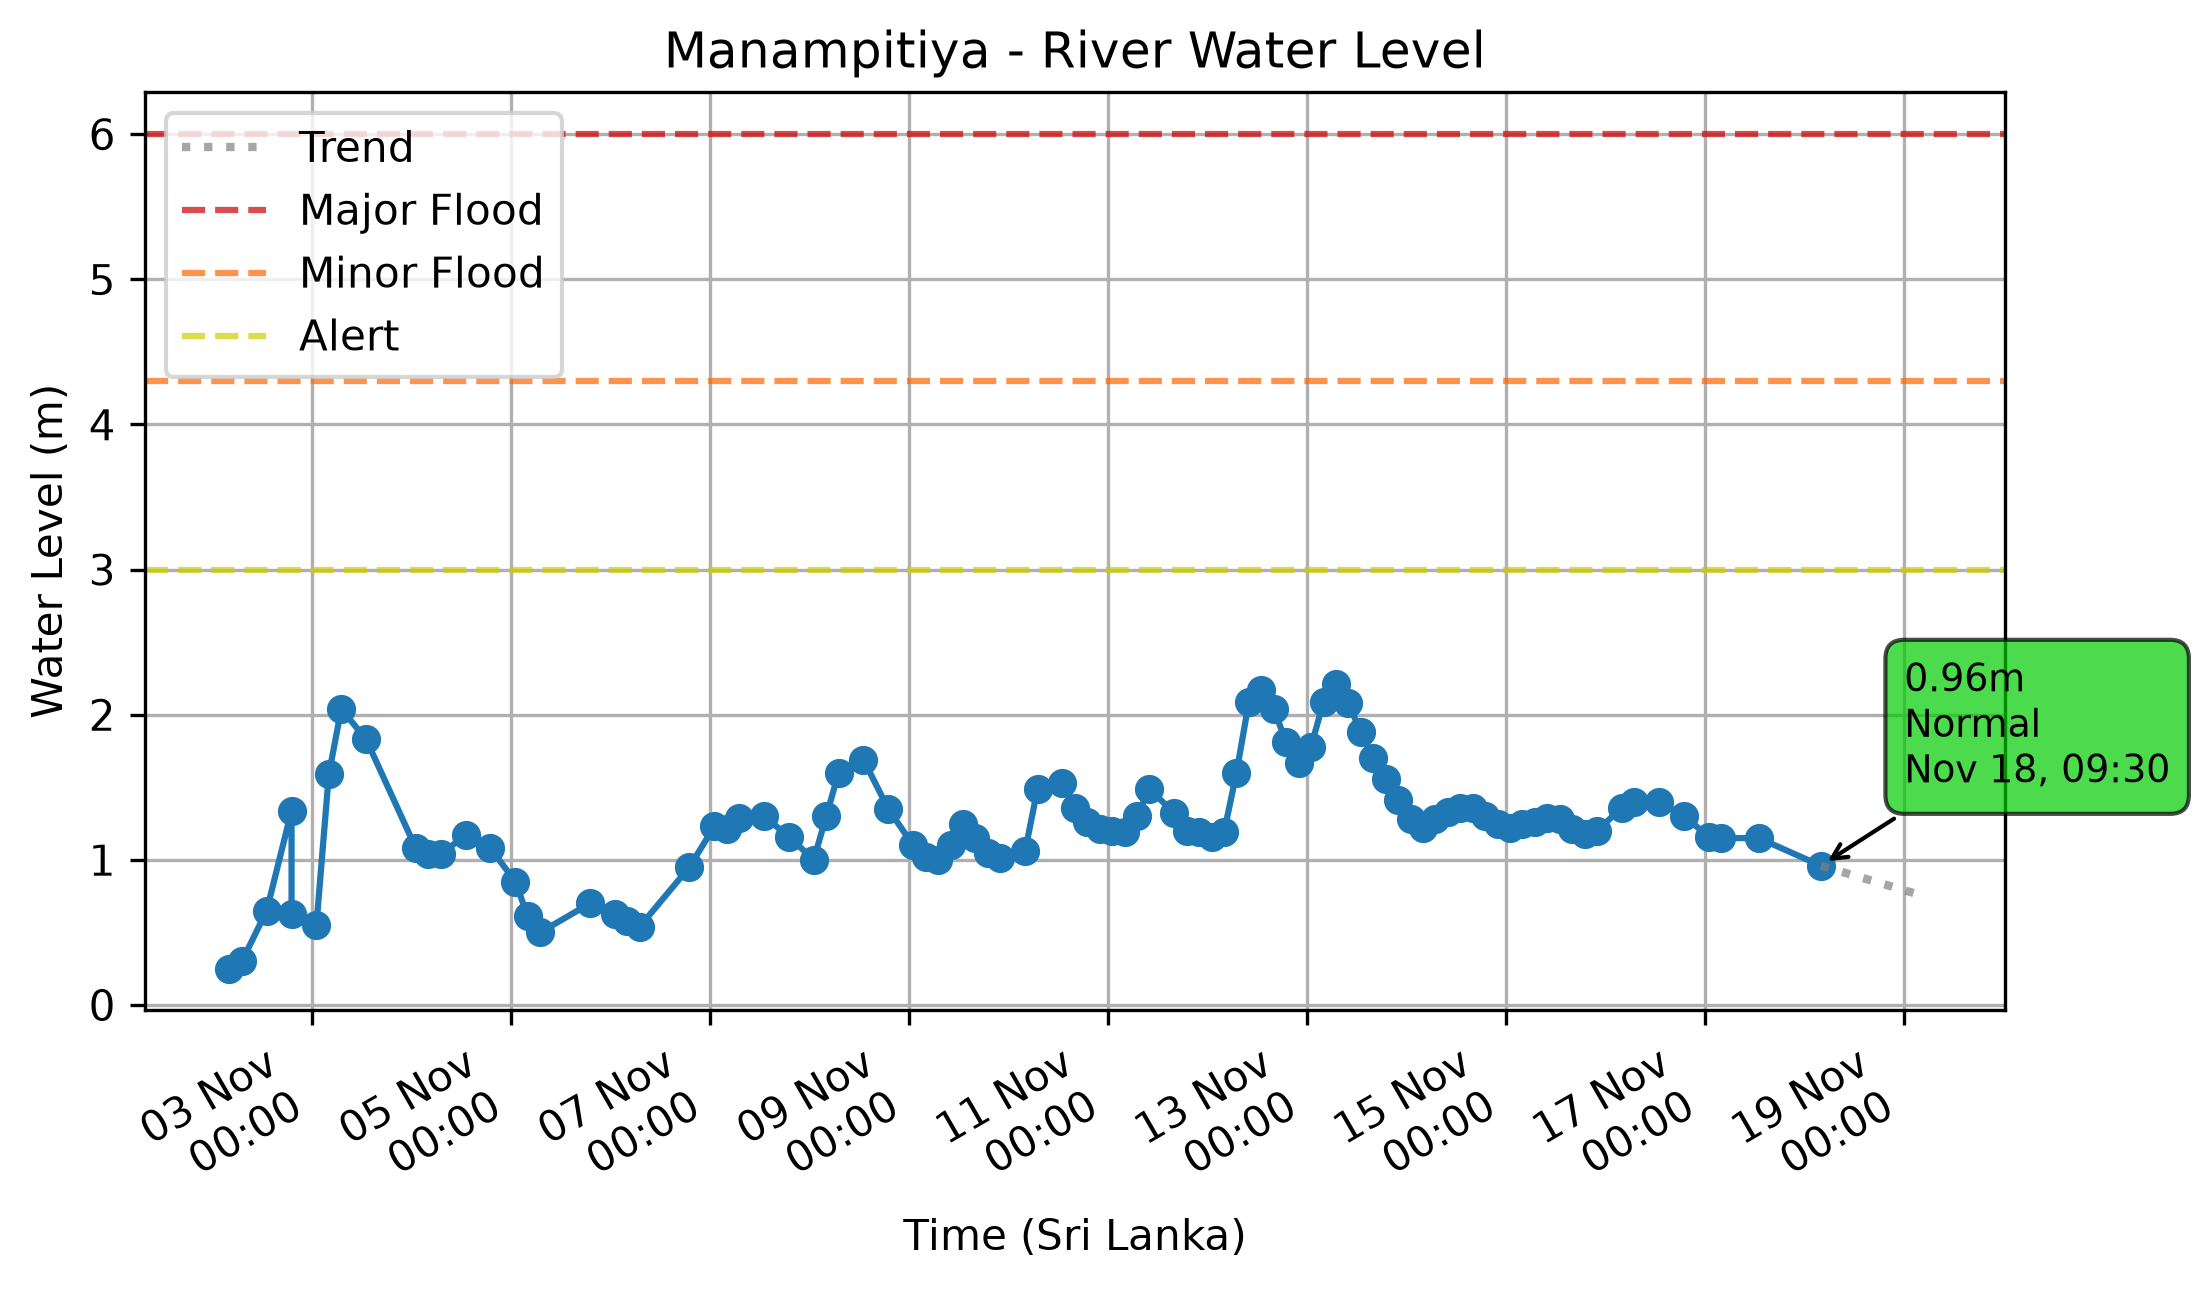 Manampitiya - River Water Level
Trend
Major Flood
Minor Flood
Alert
6
5
4
3
2
1
0
Water Level (m)
0.96m
Normal
Nov 18, 09:30
03 Nov
00:00
05 Nov
00:00
07 Nov
00:00
09 Nov
00:00
11 Nov
00:00
13 Nov
00:00
15 Nov
00:00
17 Nov
00:00
19 Nov
00:00
Time (Sri Lanka)